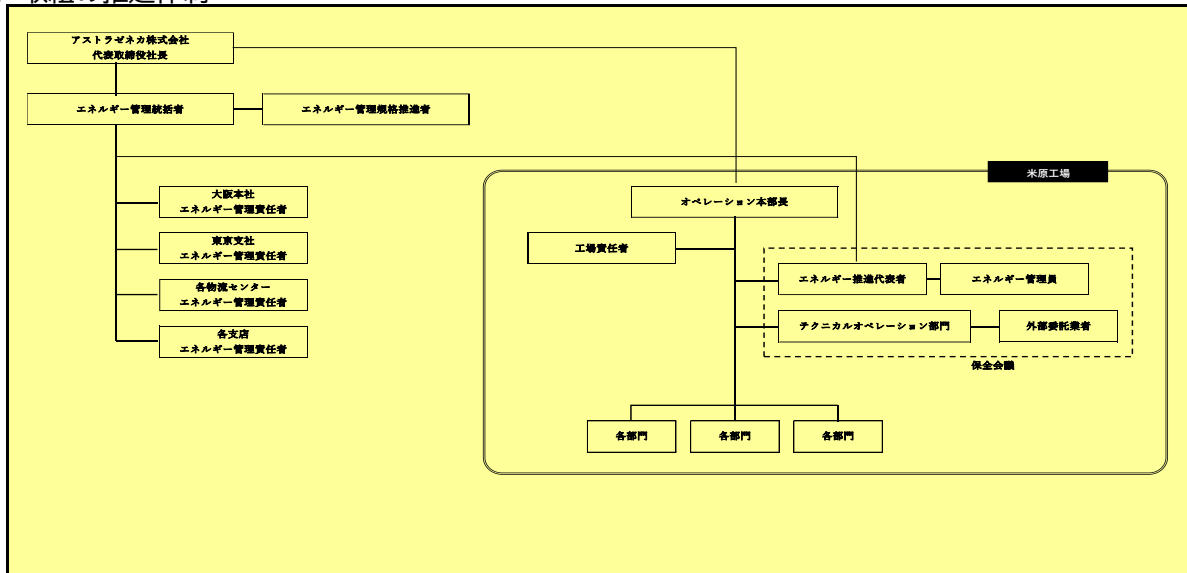 アストラゼネカ株式会社
代表取締役社長
エネルギー管理統括者
エネルギー管理規格推進者
大阪本社
エネルギー管理責任者
東京支社
エネルギー管理責任者
各物流センター
エネルギー管理責任者
各支店
エネルギー管理責任者
米原工場
オペレーション本部長
工場責任者
エネルギー推進代表者
エネルギー管理員
テクニカルオペレーション部門
外部委託業者
保全会議
各部門
各部門
各部門